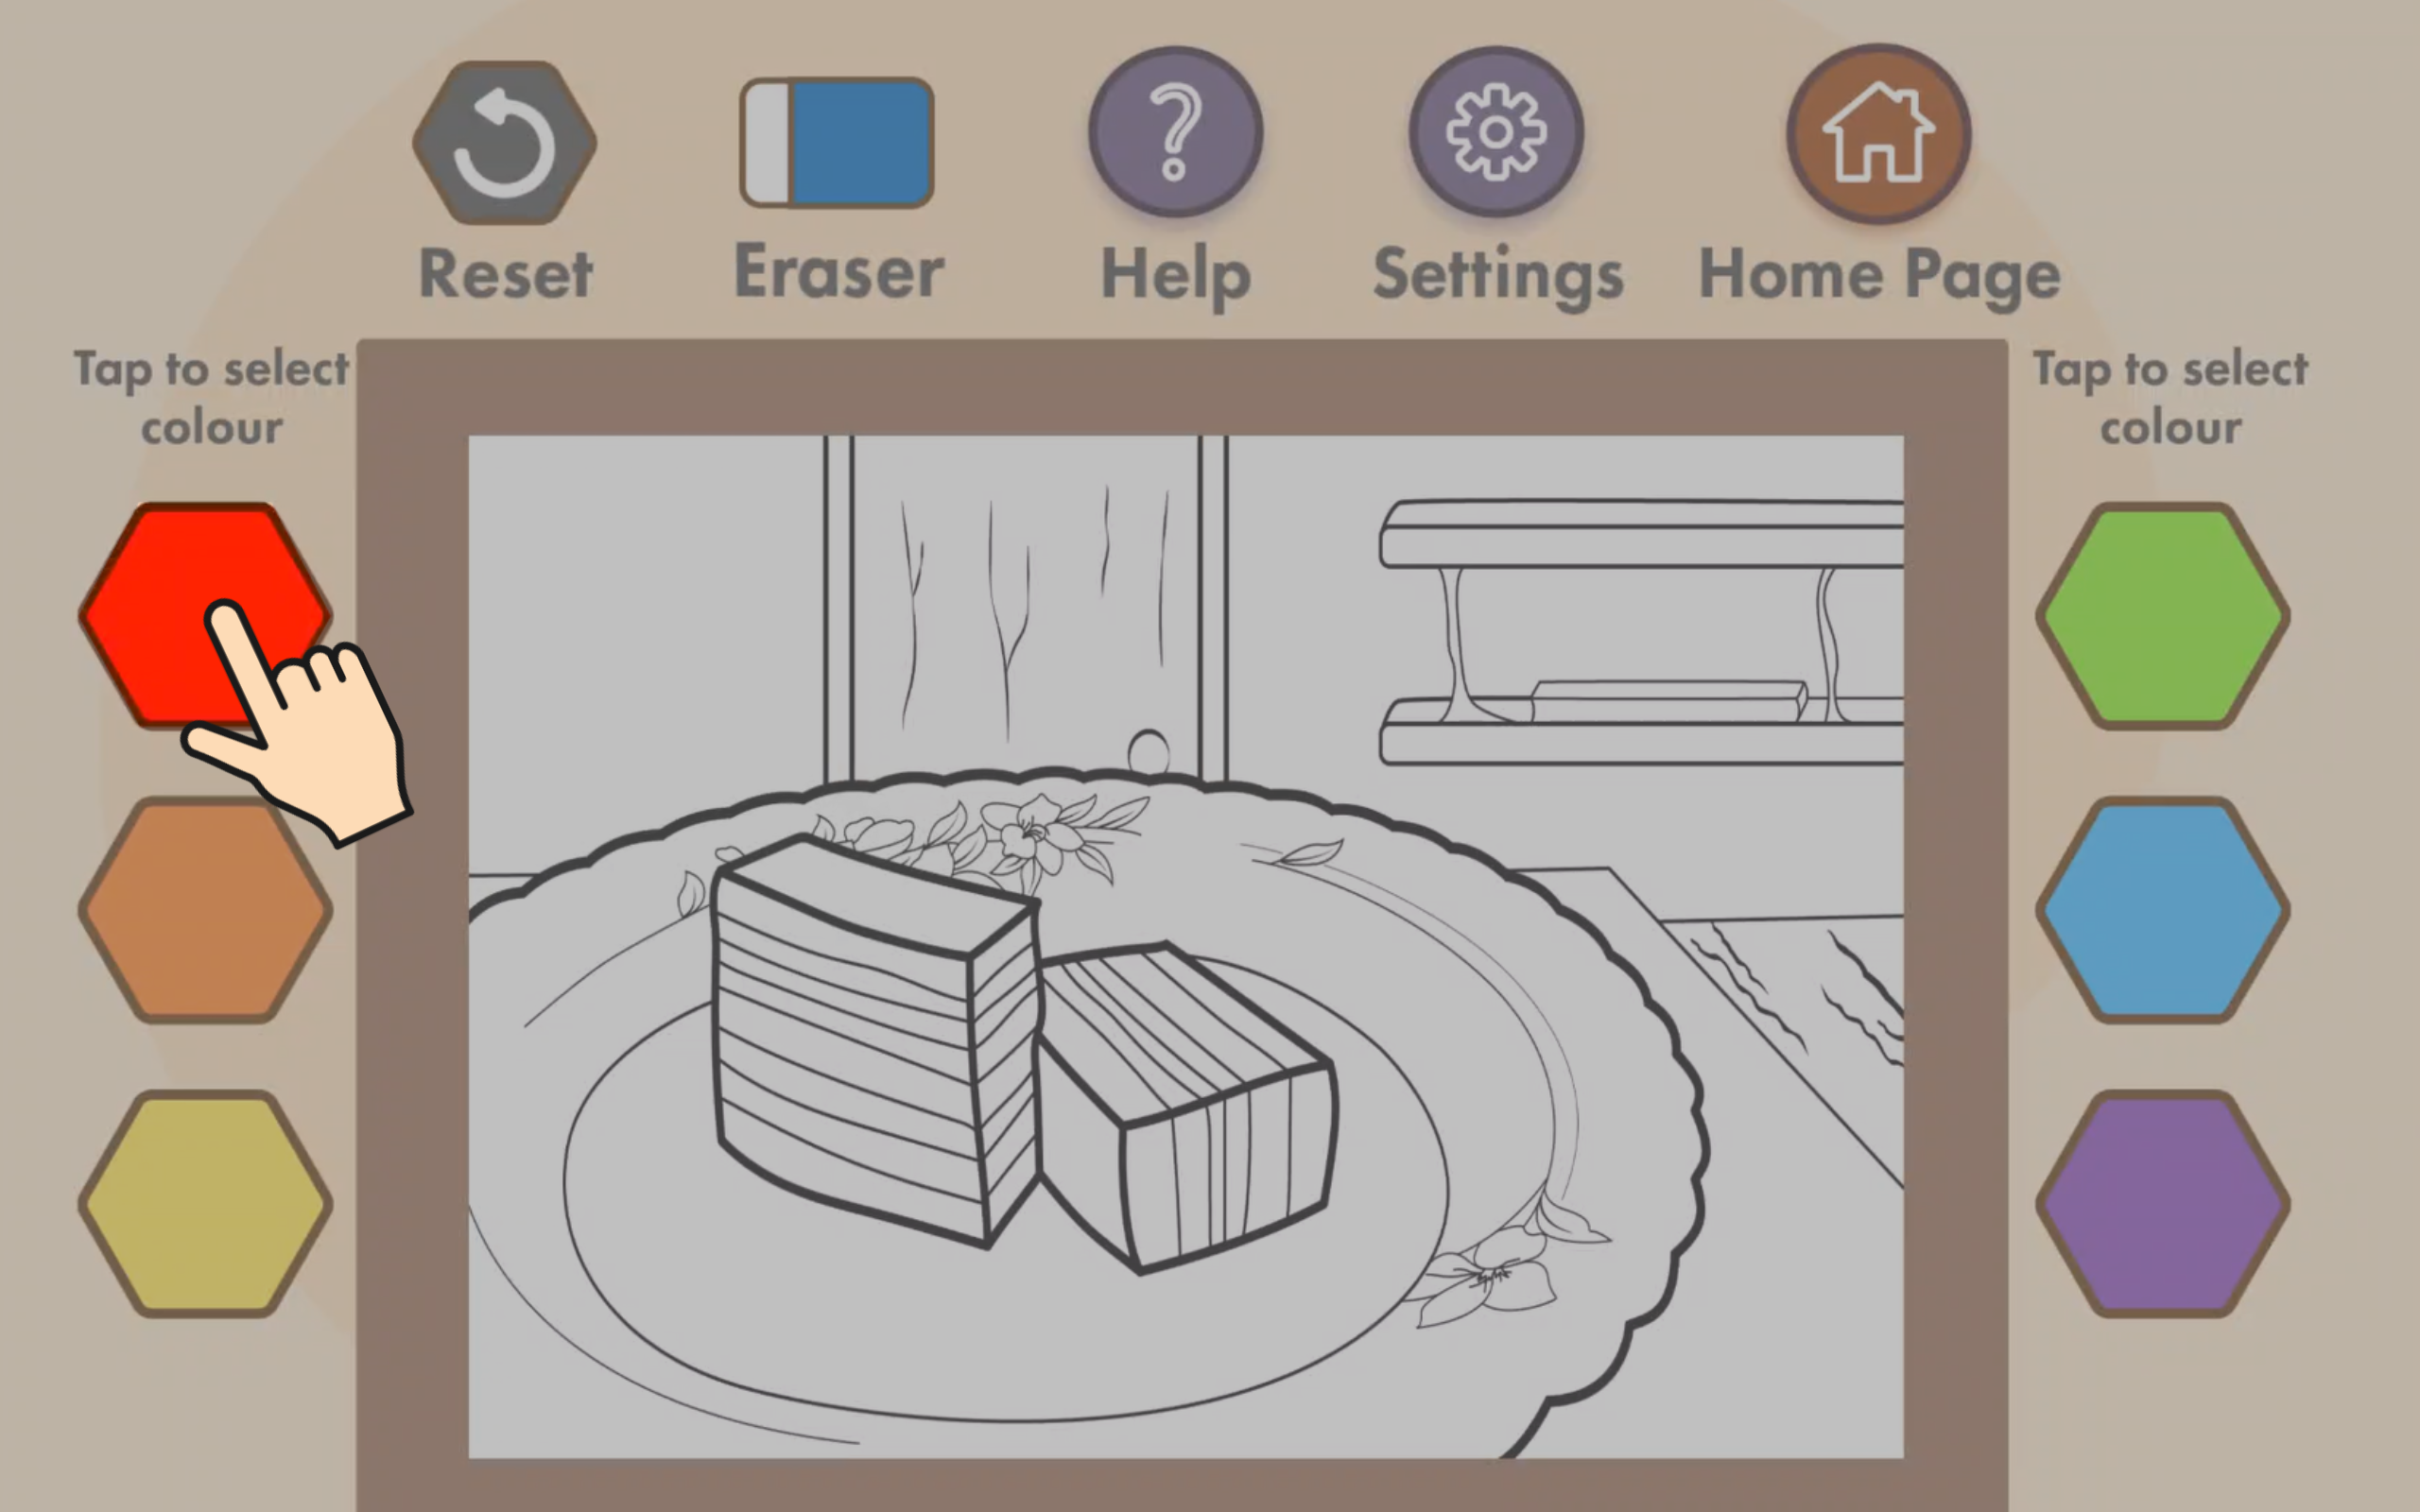 Reset
Eraser
Help
Settings
Home Page
Tap to select
colour
Tap to select
colour